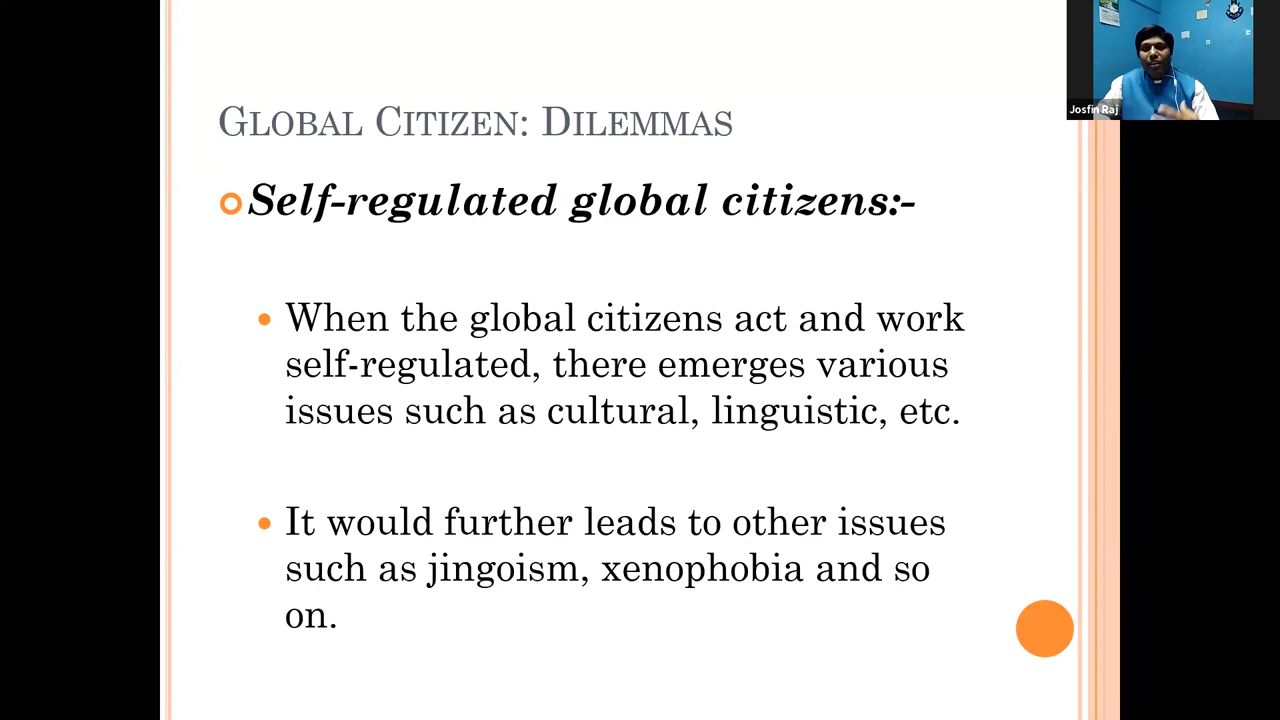 GLOBAL CITIZEN: DILEMMAS
Self-regulated global citizens:-
When the global citizens act and work
self-regulated, there emerges various
issues such as cultural, linguistic, etc.
It would further leads to other issues
such as jingoism, xenophobia and so
on.
Josfin Raj